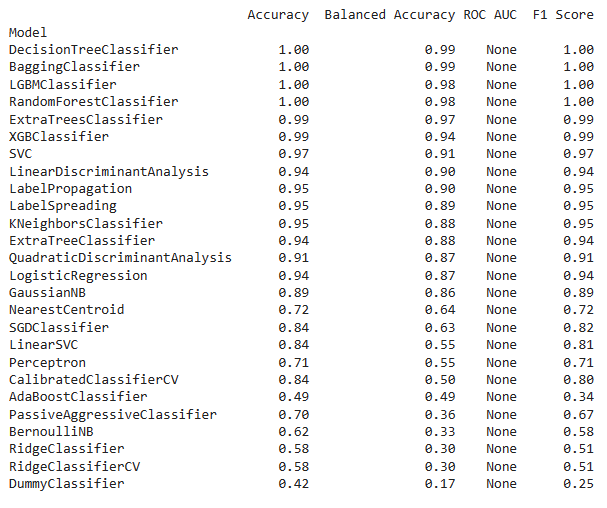 Accuracy Balanced Accuracy ROC AUC F1 Score
Model
DecisionTreeClassifier 1.00 0.99 None 1.00
BaggingClassifier 1.00 0.99 None 1.00
LGBMClassifier 1.00 0.98 None 1.00
RandomForestClassifier 1.00 0.98 None 1.00
ExtraTreesClassifier 0.99 0.97 None 0.99
XGBClassifier 0.99 0.94 None 0.99
SVC 0.97 0.91 None 0.97
LinearDiscriminantAnalysis 0.94 0.90 None 0.94
LabelPropagation 0.95 0.90 None 0.95
LabelSpreading 0.95 0.89 None 0.95
KNeighborsClassifier 0.95 0.88 None 0.95
ExtraTreeClassifier 0.94 0.88 None 0.94
QuadraticDiscriminantAnalysis 0.91 0.87 None 0.91
LogisticRegression 0.94 0.87 None 0.94
GaussianNB 0.89 0.86 None 0.89
NearestCentroid 0.72 0.64 None 0.72
SGDClassifier 0.84 0.63 None 0.82
LinearSVC 0.84 0.55 None 0.81
Perceptron 0.71 0.55 None 0.71
CalibratedClassifierCV 0.84 0.50 None 0.80
AdaBoostClassifier 0.49 0.49 None 0.34
PassiveAggressiveClassifier 0.70 0.36 None 0.67
BernoulliNB 0.62 0.33 None 0.58
RidgeClassifier 0.58 0.30 None 0.51
RidgeClassifierCV 0.58 0.30 None 0.51
DummyClassifier 0.42 0.17 None 0.25